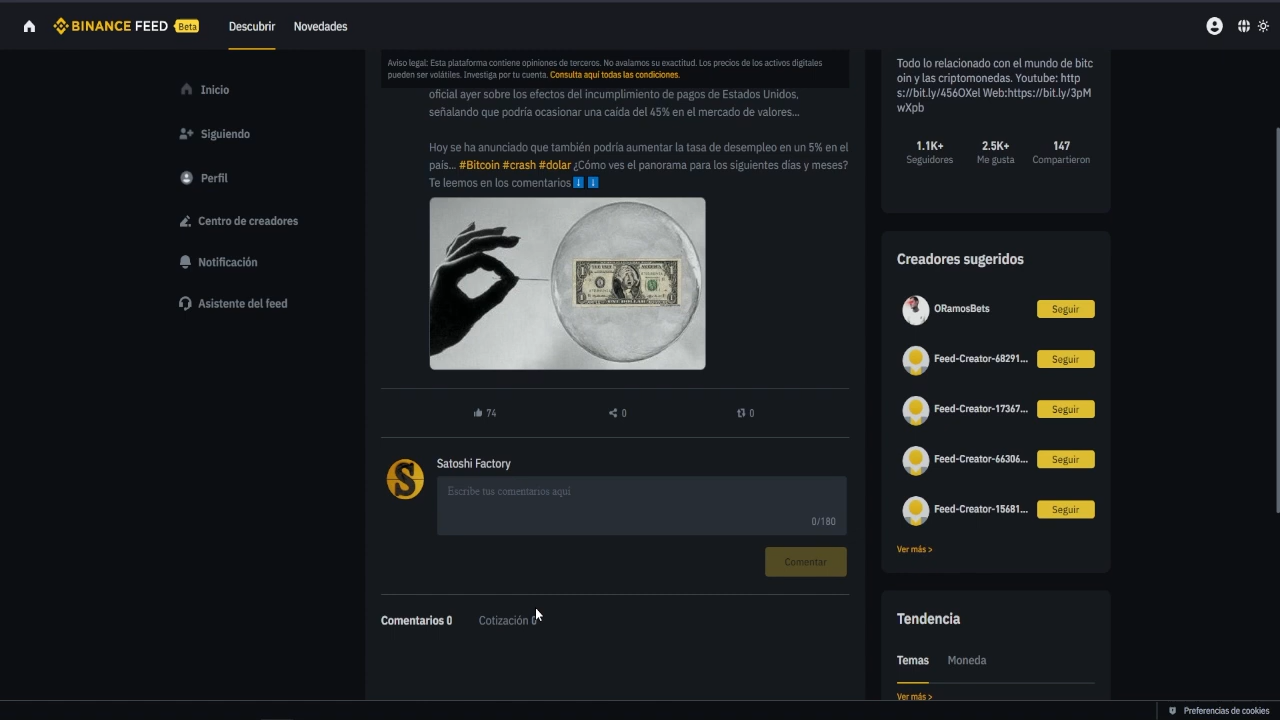 BINANCE FEED Beta
Descubrir
Novedades
Inicio
Siguiendo
Perfil
Centro de creadores
Notificación
Asistente del feed
Aviso legal: Esta plataforma contiene opiniones de terceros. No avalamos su exactitud. Los precios de los activos digitales
pueden ser volátiles. Investiga por tu cuenta. Consulta aquí todas las condiciones.
oficial ayer sobre los efectos del incumplimiento de pagos de Estados Unidos,
señalando que podría ocasionar una caída del 45% en el mercado de valores...
Hoy se ha anunciado que también podría aumentar la tasa de desempleo en un 5% en el
país... #Bitcoin #crash #dolar ¿Cómo ves el panorama para los siguientes días y meses?
Te leemos en los comentarios⬇️ ⬇️
ONE DOLLAR
74
0
0
Satoshi Factory
Escribe tus comentarios aquí
0/180
Comentar
Comentarios 0
Cotización 0
Todo lo relacionado con el mundo de bitc
oin y las criptomonedas. Youtube: http
s://bit.ly/456OXel Web:https://bit.ly/3pM
wXpb
1.1K+
2.5K+
147
Seguidores
Me gusta
Compartieron
Creadores sugeridos
ORamosBets
Seguir
Feed-Creator-68291...
Seguir
Feed-Creator-17367...
Seguir
Feed-Creator-66306...
Seguir
Feed-Creator-15681...
Seguir
Ver más >
Tendencia
Temas
Moneda
Ver más >
Preferencias de cookies